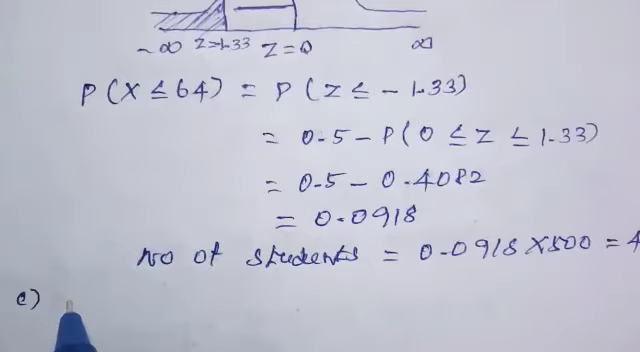 -∞ Z=-1.33 Z=0 ∞
P(X ≤ 64) = P(Z ≤ - 1.33)
= 0.5 - P(0 ≤ Z ≤ 1.33)
= 0.5 - 0.4082
= 0.0918
No of students = 0.0918 × 500 = 4
c)